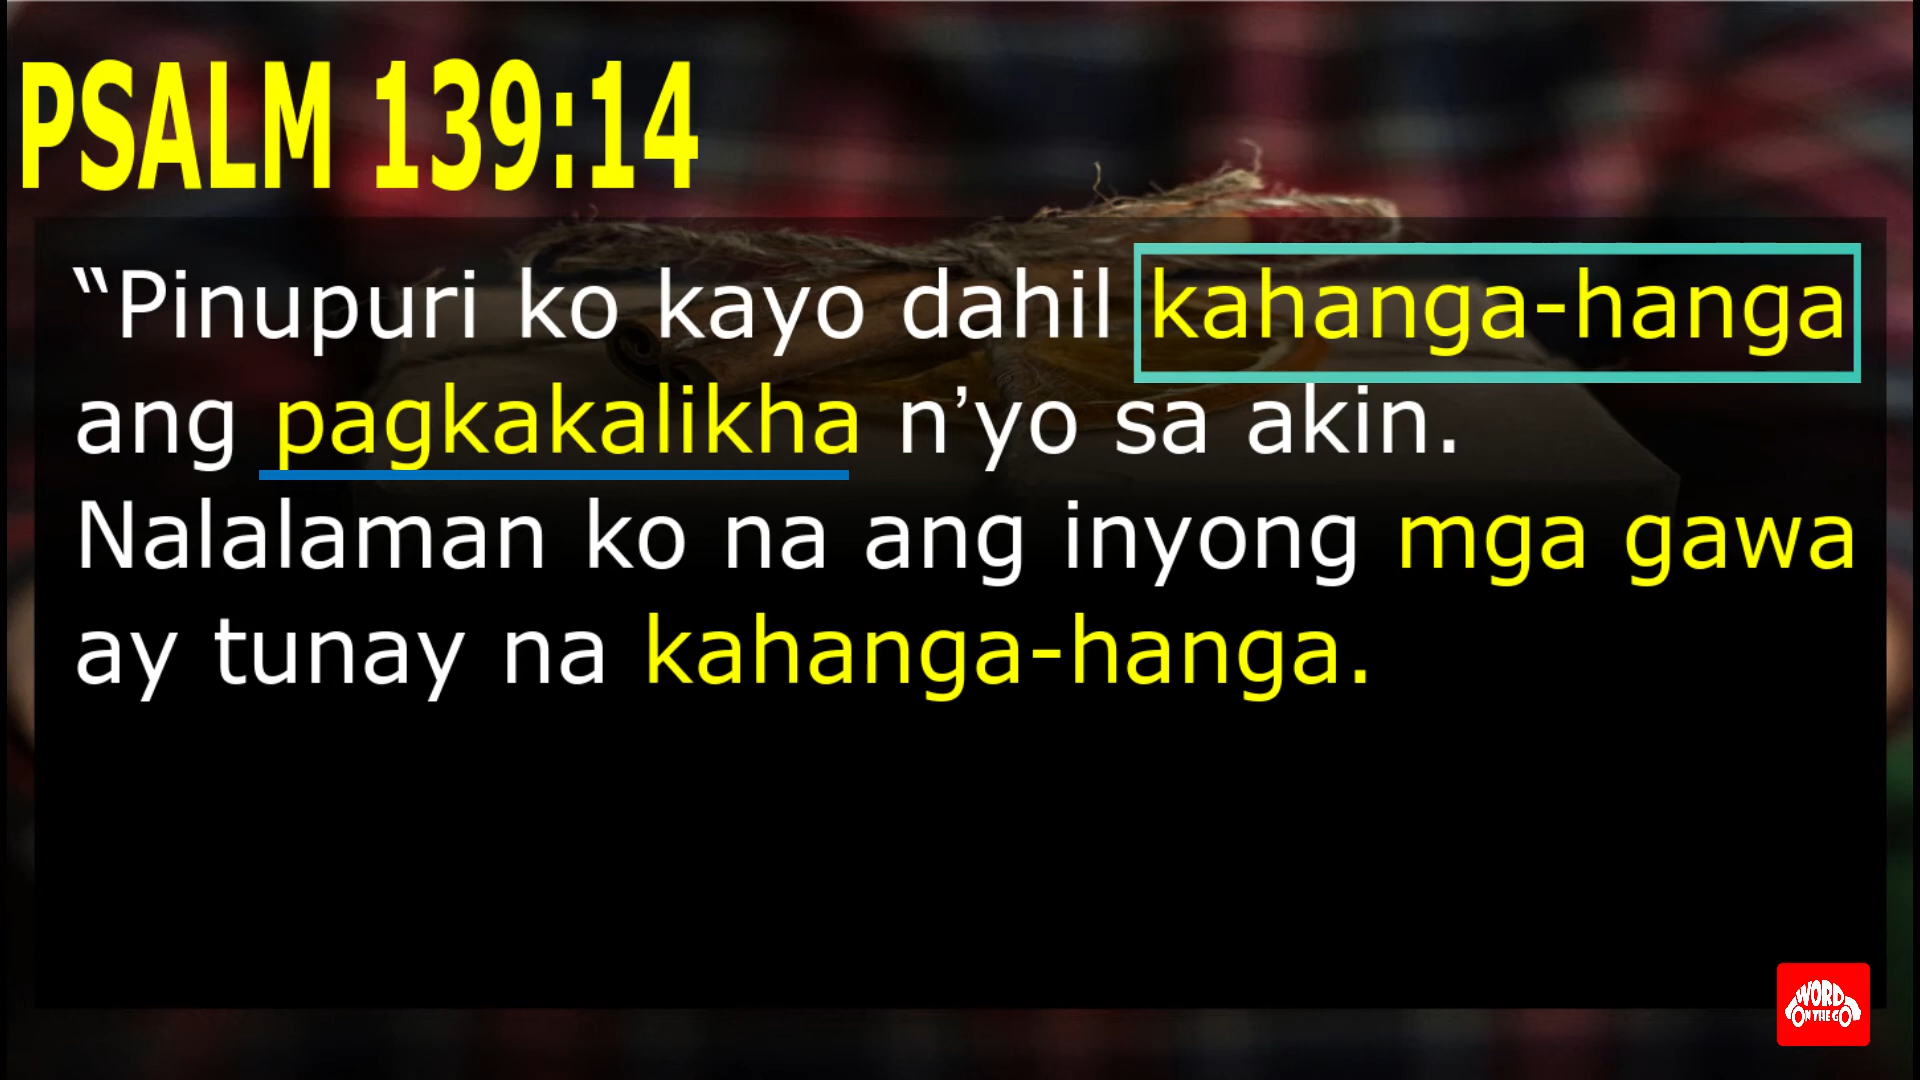 PSALM 139:14
“Pinupuri ko kayo dahil kahanga-hanga
ang pagkakalikha n’yo sa akin.
Nalalaman ko na ang inyong mga gawa
ay tunay na kahanga-hanga.
WORD
ON THE GO